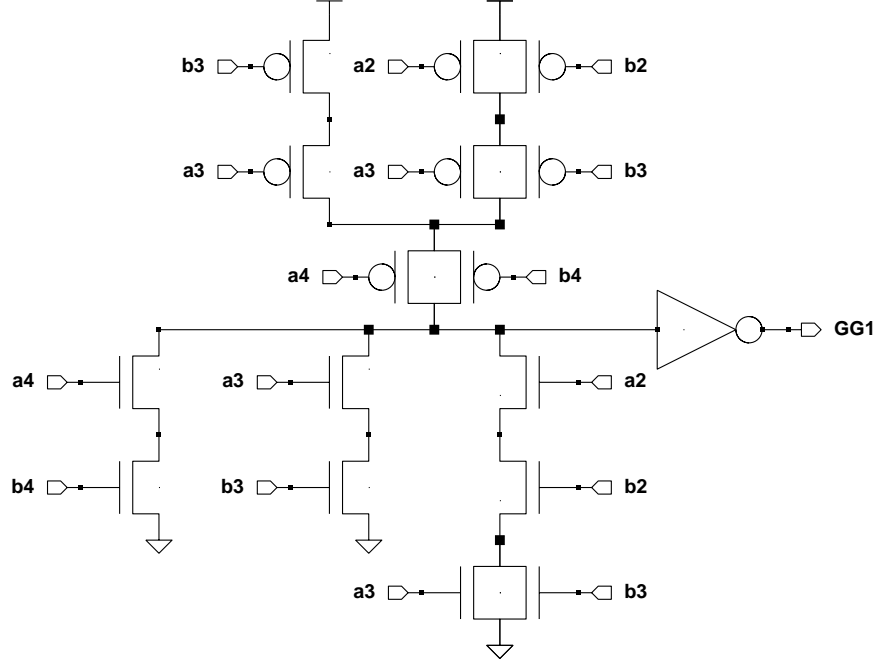 b3 a2 b2
a3 a3 b3
a4 b4
GG1
a4 a3 a2
b4 b3 b2
a3 b3